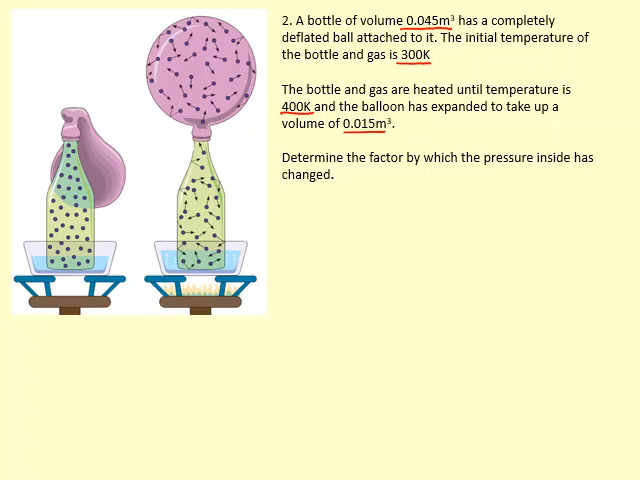 2. A bottle of volume 0.045m³ has a completely
deflated ball attached to it. The initial temperature of
the bottle and gas is 300K
The bottle and gas are heated until temperature is
400K and the balloon has expanded to take up a
volume of 0.015m³.
Determine the factor by which the pressure inside has
changed.